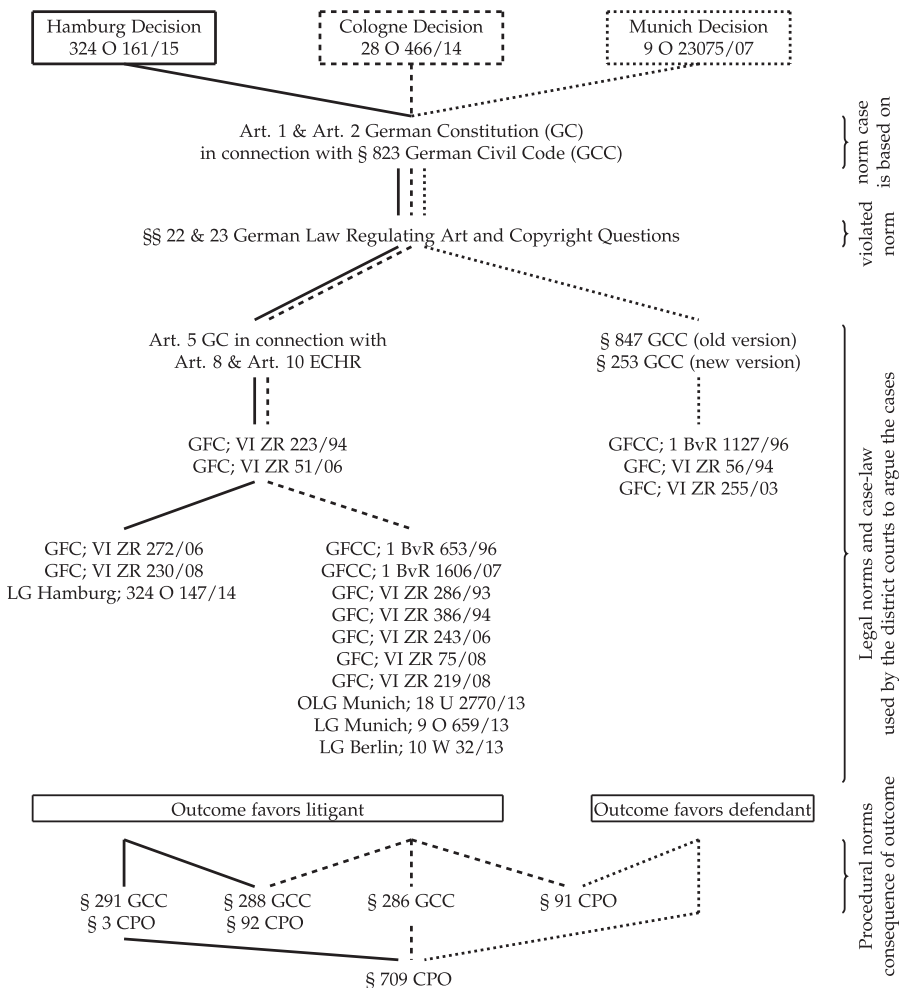 Hamburg Decision
324 O 161/15
Cologne Decision
28 O 466/14
Munich Decision
9 O 23075/07
Art. 1 & Art. 2 German Constitution (GC)
in connection with § 823 German Civil Code (GCC)
norm case
is based on
§§ 22 & 23 German Law Regulating Art and Copyright Questions
violated
norm
Art. 5 GC in connection with
Art. 8 & Art. 10 ECHR
§ 847 GCC (old version)
§ 253 GCC (new version)
GFC; VI ZR 223/94
GFC; VI ZR 51/06
GFCC; 1 BvR 1127/96
GFC; VI ZR 56/94
GFC; VI ZR 255/03
GFC; VI ZR 272/06
GFC; VI ZR 230/08
LG Hamburg; 324 O 147/14
GFCC; 1 BvR 653/96
GFCC; 1 BvR 1606/07
GFC; VI ZR 286/93
GFC; VI ZR 386/94
GFC; VI ZR 243/06
GFC; VI ZR 75/08
GFC; VI ZR 219/08
OLG Munich; 18 U 2770/13
LG Munich; 9 O 659/13
LG Berlin; 10 W 32/13
Legal norms and case-law
used by the district courts to argue the cases
Outcome favors litigant
Outcome favors defendant
§ 291 GCC
§ 3 CPO
§ 288 GCC
§ 92 CPO
§ 286 GCC
§ 91 CPO
§ 709 CPO
Procedural norms
consequence of outcome